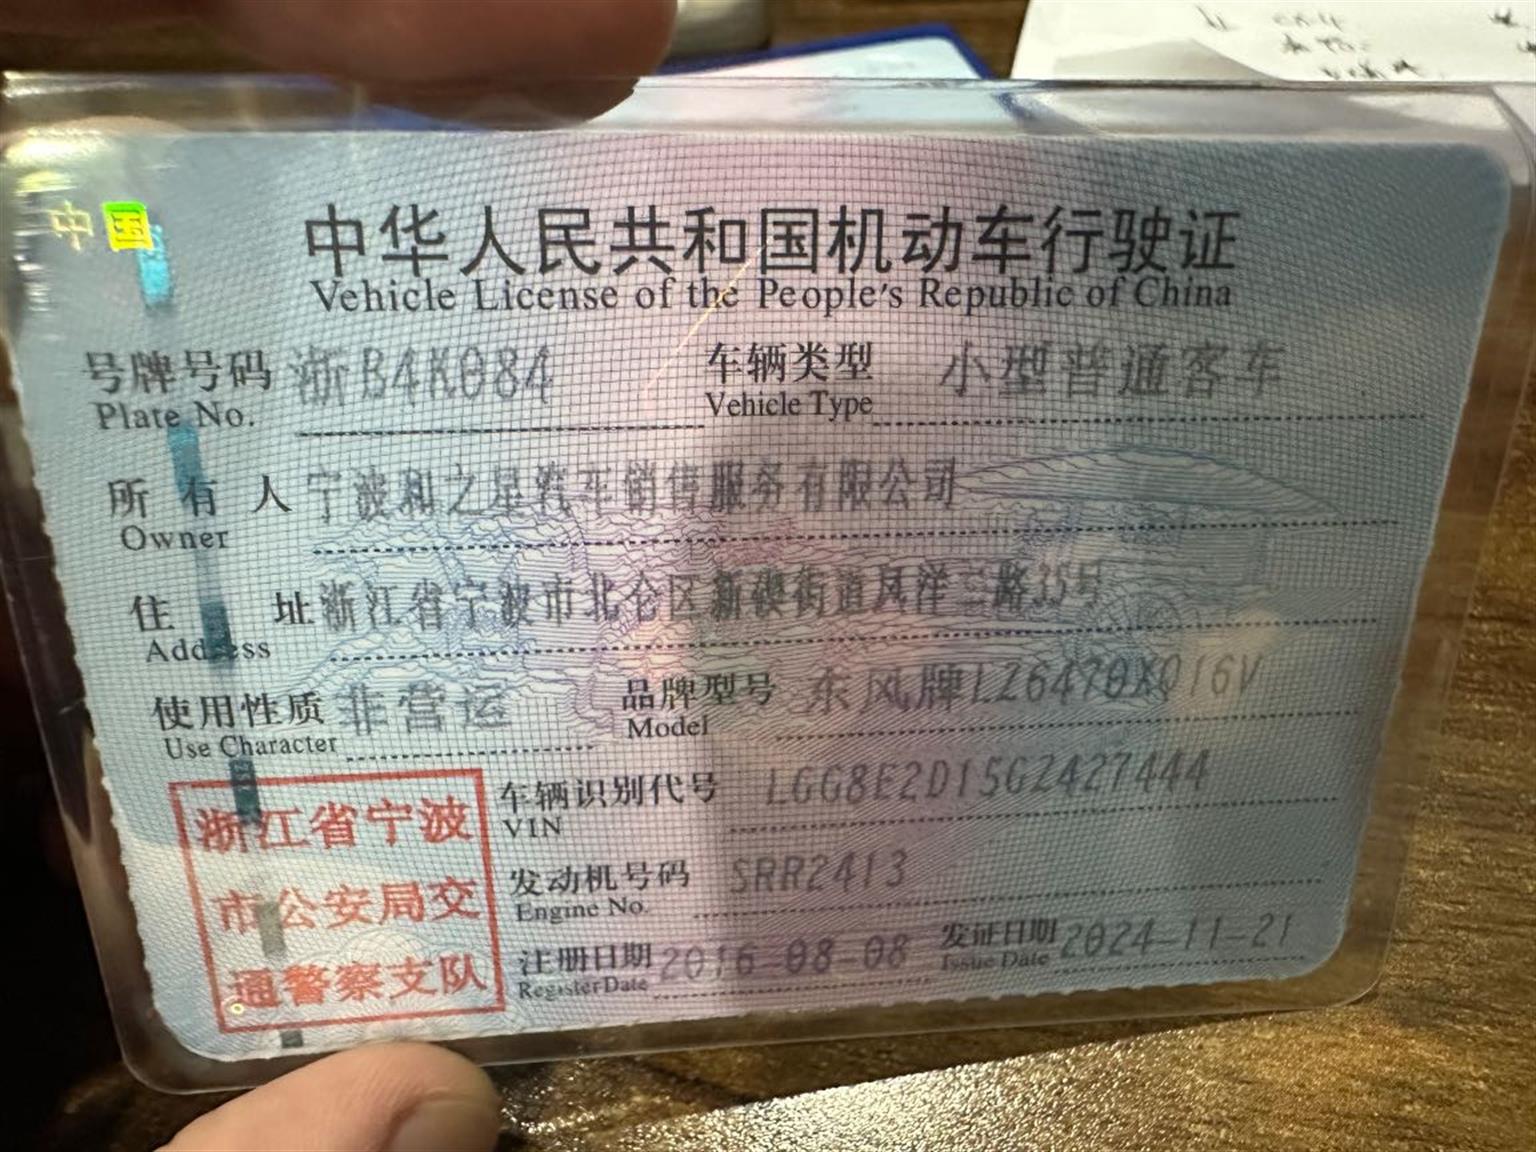 中国
中华人民共和国机动车行驶证
Vehicle License of the People's Republic of China
号牌号码 浙B4K084 车辆类型 小型普通客车
Plate No. Vehicle Type
所有人 宁波和之星汽车销售服务有限公司
Owner
住址 浙江省宁波市北仑区新碶街道凤洋三路35号
Address
使用性质 非营运 品牌型号 东风牌LZ6470XQ16V
Use Character Model
浙江省宁波
市公安局交
通警察支队
车辆识别代号 LGG8E2D15GZ427444
VIN
发动机号码 SRR2413
Engine No.
注册日期 2016-08-08 发证日期 2024-11-21
Register Date Issue Date